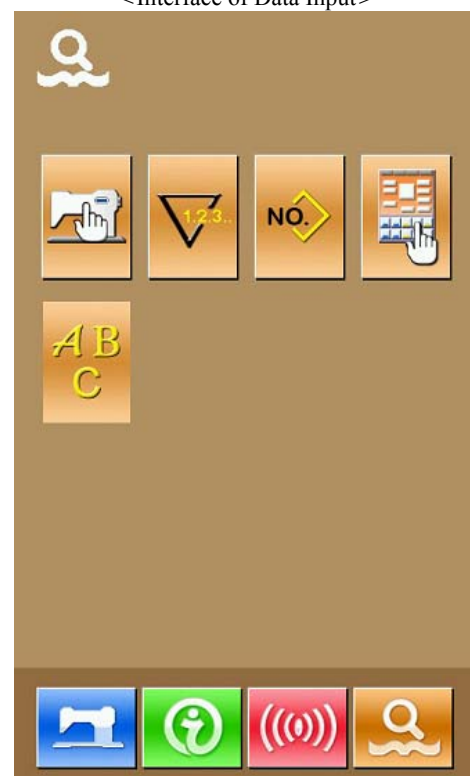 <Interface of Data Input>
1.2.3..
NO.
A B
C